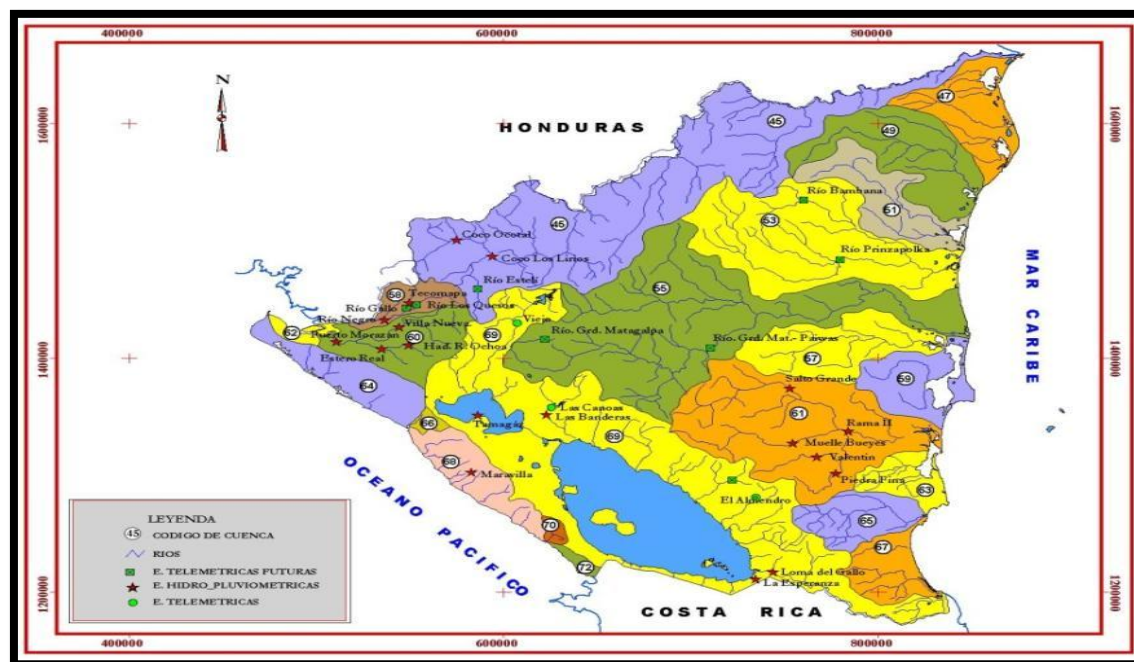 400000 600000 800000
N
HONDURAS
47
45
49
1600000 1600000
Río Bambana
51
53
45
Coco Ocotal
Río Prinzapolka
Coco Los Lirios
MAR CARIBE
Río Estelí
55
58
Tecomapa
Río Gallo
Río Los Quesos
Río Negro
Villa Nueva
Viejo
62
Puerto Morazán
60
69
Río. Grd. Matagalpa
Río. Grd. Mat.- Paiwas
Had. R. Ochoa
Estero Real
1400000 1400000
57
64
Salto Grande
59
Las Canoas
61
Tamagáz
Las Banderas
66
69
Rama II
Muelle Bueyes
68
Valentin
Maravilla
Piedra Fina
63
El Almendro
OCEANO PACIFICO
70
65
67
72
Loma del Gallo
La Esperanza
1200000 1200000
COSTA RICA
LEYENDA
45 CODIGO DE CUENCA
RIOS
E. TELEMETRICAS FUTURAS
E. HIDRO_PLUVIOMETRICAS
E. TELEMETRICAS
400000 600000 800000